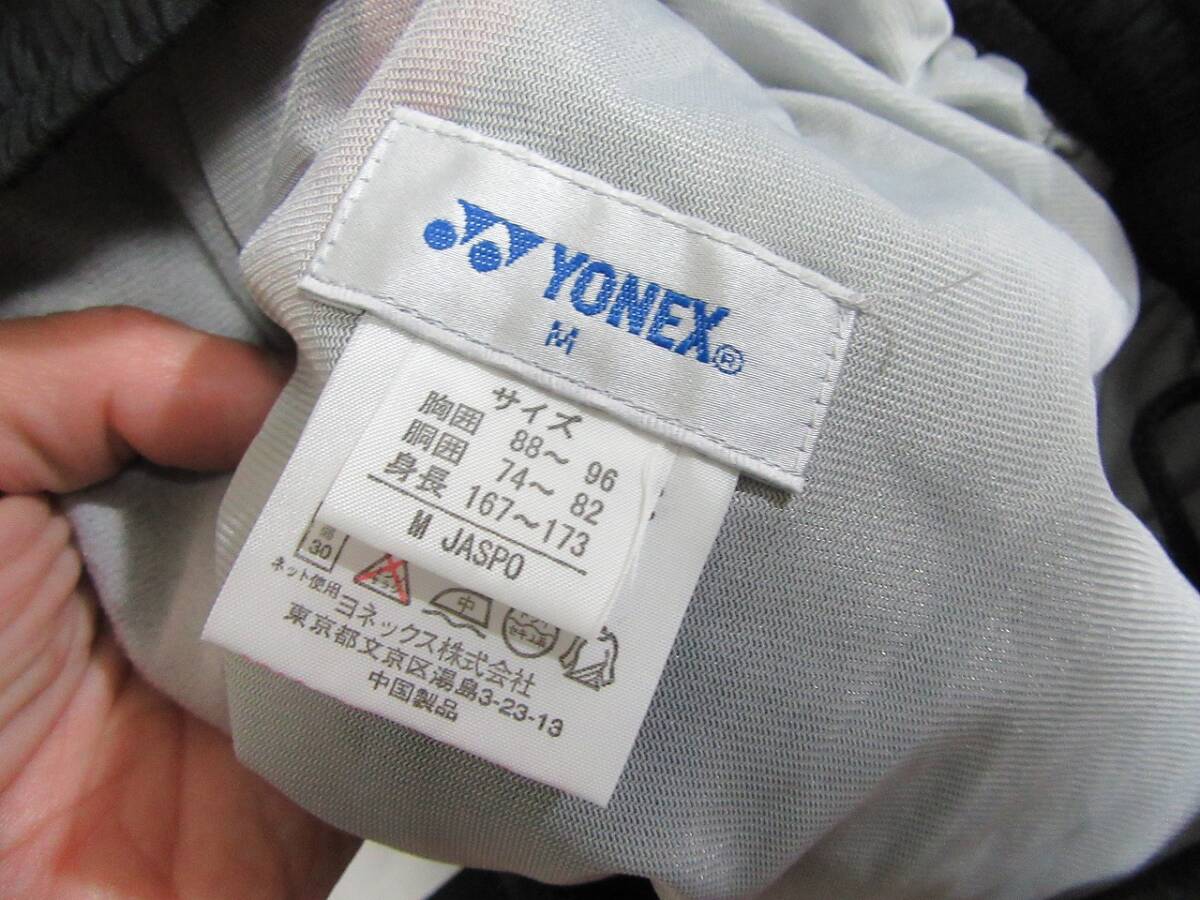 YONEX®
M
サイズ
胸囲 88～ 96
胴囲 74～ 82
身長 167～173
M JASPO
30
中
ネット使用
ヨネックス株式会社
東京都文京区湯島3-23-13
中国製品